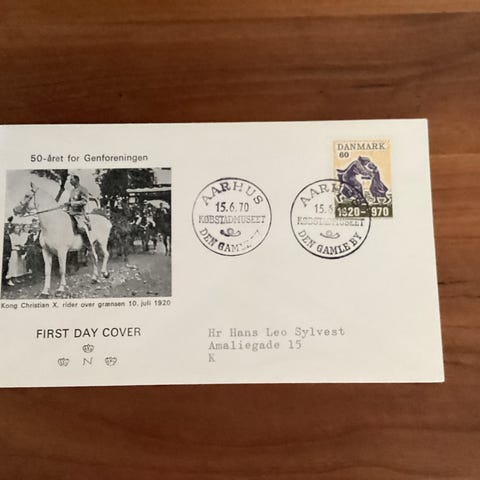 50-året for Genforeningen
Kong Christian X. rider over grænsen 10. juli 1920
FIRST DAY COVER
N
AARHUS
15.6.70
KØBSTADMUSEET
DEN GAMLE BY
AARHUS
15.6
KØBSTADMUSEET
DEN GAMLE BY
DANMARK
60
1920-1970
Hr Hans Leo Sylvest
Amaliegade 15
K